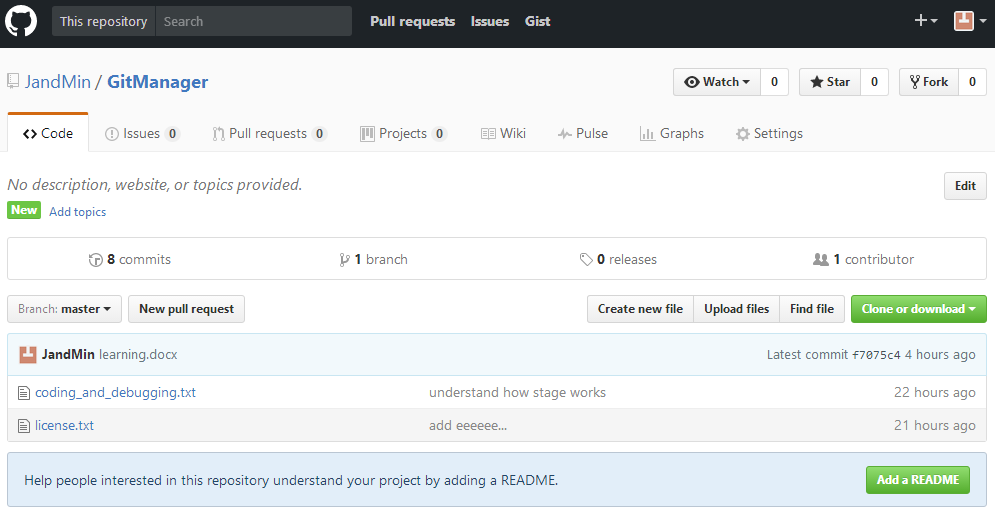 This repository Search Pull requests Issues Gist
JandMin / GitManager Watch 0 Star 0 Fork 0
Code Issues 0 Pull requests 0 Projects 0 Wiki Pulse Graphs Settings
No description, website, or topics provided. Edit
New Add topics
8 commits 1 branch 0 releases 1 contributor
Branch: master New pull request Create new file Upload files Find file Clone or download
JandMin learning.docx Latest commit f7075c4 4 hours ago
coding_and_debugging.txt understand how stage works 22 hours ago
license.txt add eeeeee... 21 hours ago
Help people interested in this repository understand your project by adding a README. Add a README